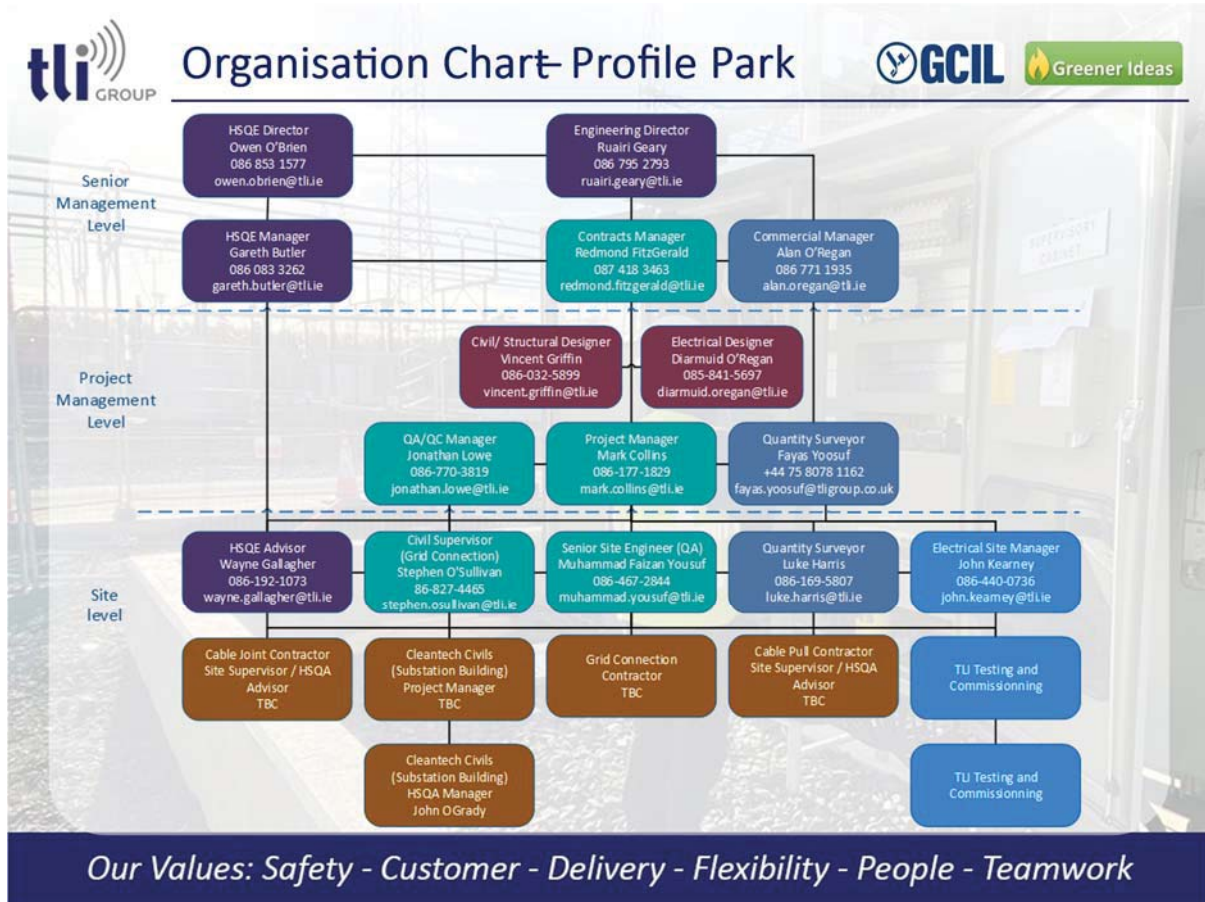 tli
GROUP
Organisation Chart– Profile Park
GCIL
Greener Ideas
Senior
Management
Level
HSQE Director
Owen O'Brien
086 853 1577
owen.obrien@tli.ie
Engineering Director
Ruairi Geary
086 795 2793
ruairi.geary@tli.ie
HSQE Manager
Gareth Butler
086 083 3262
gareth.butler@tli.ie
Contracts Manager
Redmond FitzGerald
087 418 3463
redmond.fitzgerald@tli.ie
Commercial Manager
Alan O'Regan
086 771 1935
alan.oregan@tli.ie
SUPERVISORY
CABINET
Project
Management
Level
Civil/ Structural Designer
Vincent Griffin
086-032-5899
vincent.griffin@tli.ie
Electrical Designer
Diarmuid O'Regan
085-841-5697
diarmuid.oregan@tli.ie
QA/QC Manager
Jonathan Lowe
086-770-3819
jonathan.lowe@tli.ie
Project Manager
Mark Collins
086-177-1829
mark.collins@tli.ie
Quantity Surveyor
Fayas Yoosuf
+44 75 8078 1162
fayas.yoosuf@tligroup.co.uk
Site
level
HSQE Advisor
Wayne Gallagher
086-192-1073
wayne.gallagher@tli.ie
Civil Supervisor
(Grid Connection)
Stephen O'Sullivan
86-827-4465
stephen.osullivan@tli.ie
Senior Site Engineer (QA)
Muhammad Faizan Yousuf
086-467-2844
muhammad.yousuf@tli.ie
Quantity Surveyor
Luke Harris
086-169-5807
luke.harris@tli.ie
Electrical Site Manager
John Kearney
086-440-0736
john.kearney@tli.ie
Cable Joint Contractor
Site Supervisor / HSQA
Advisor
TBC
Cleantech Civils
(Substation Building)
Project Manager
TBC
Grid Connection
Contractor
TBC
Cable Pull Contractor
Site Supervisor / HSQA
Advisor
TBC
TLI Testing and
Commissionning
Cleantech Civils
(Substation Building)
HSQA Manager
John OGrady
TLI Testing and
Commissionning
Our Values: Safety - Customer - Delivery - Flexibility - People - Teamwork